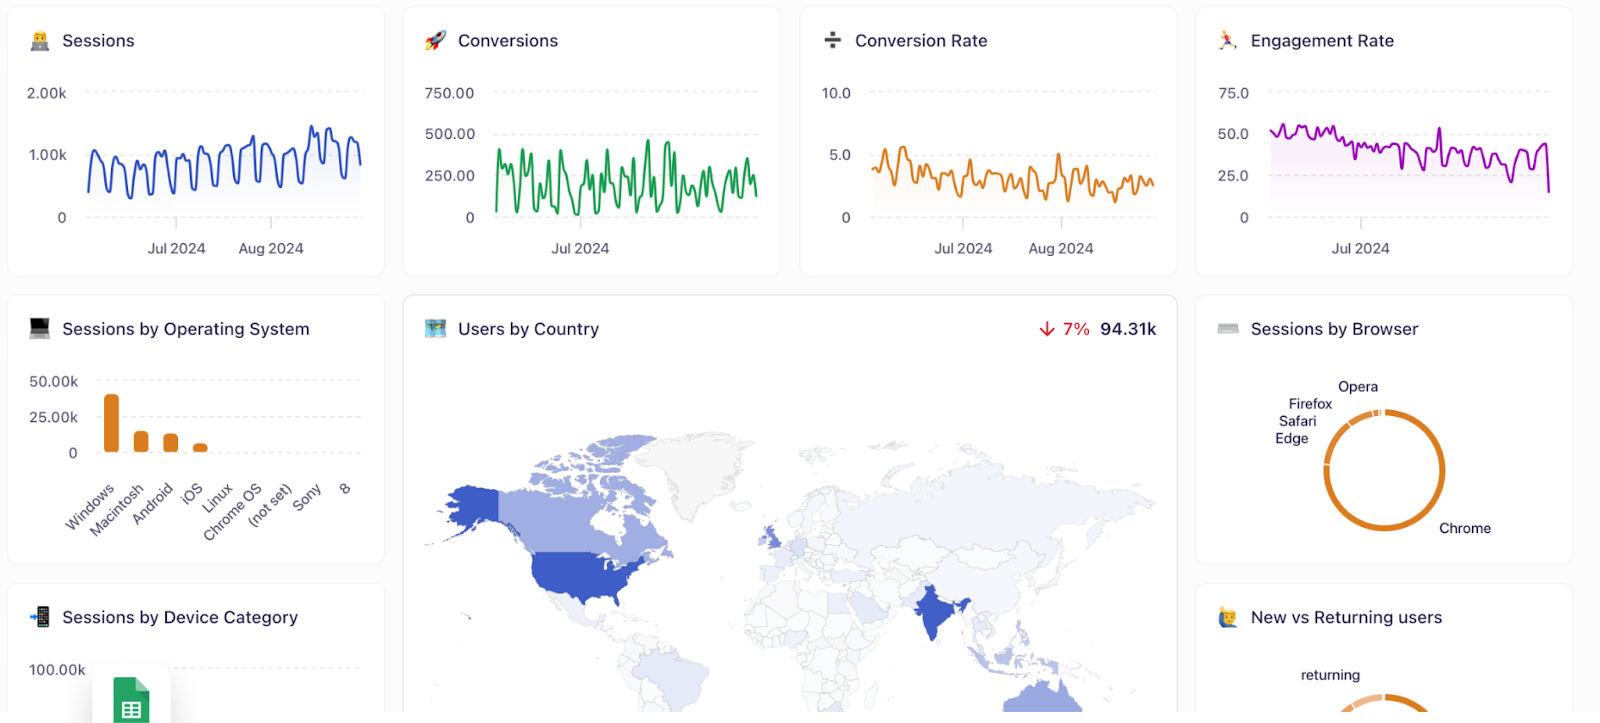 Sessions
2.00k
1.00k
0
Jul 2024 Aug 2024
Conversions
750.00
500.00
250.00
0
Jul 2024
Conversion Rate
10.0
5.0
0
Jul 2024 Aug 2024
Engagement Rate
75.0
50.0
25.0
0
Jul 2024
Sessions by Operating System
50.00k
25.00k
0
Windows
Macintosh
Android
iOS
Linux
Chrome OS
(not set)
Sony
8
Users by Country
7% 94.31k
Sessions by Browser
Opera
Firefox
Safari
Edge
Chrome
Sessions by Device Category
100.00k
New vs Returning users
returning